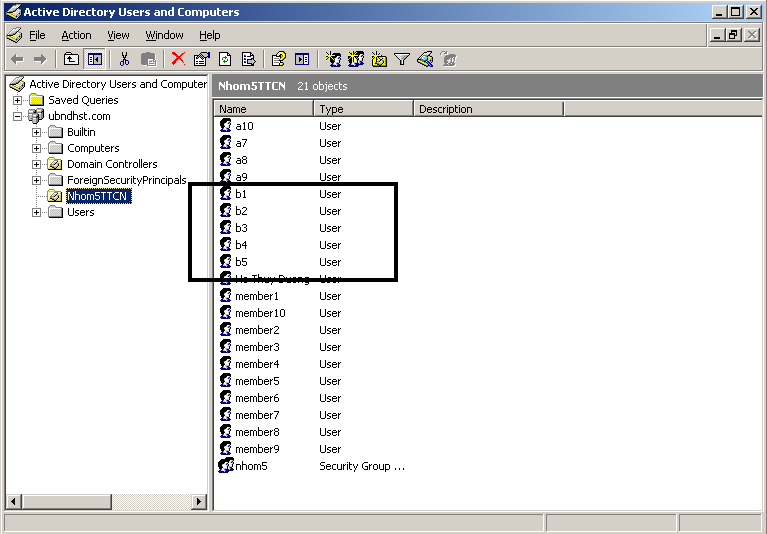 Active Directory Users and Computers
File Action View Window Help
Active Directory Users and Computer
Saved Queries
ubndhst.com
Builtin
Computers
Domain Controllers
ForeignSecurityPrincipals
Nhom5TTCN
Users
Nhom5TTCN 21 objects
Name Type Description
a10 User
a7 User
a8 User
a9 User
b1 User
b2 User
b3 User
b4 User
b5 User
Ho Thuy Duong User
member1 User
member10 User
member2 User
member3 User
member4 User
member5 User
member6 User
member7 User
member8 User
member9 User
nhom5 Security Group ...